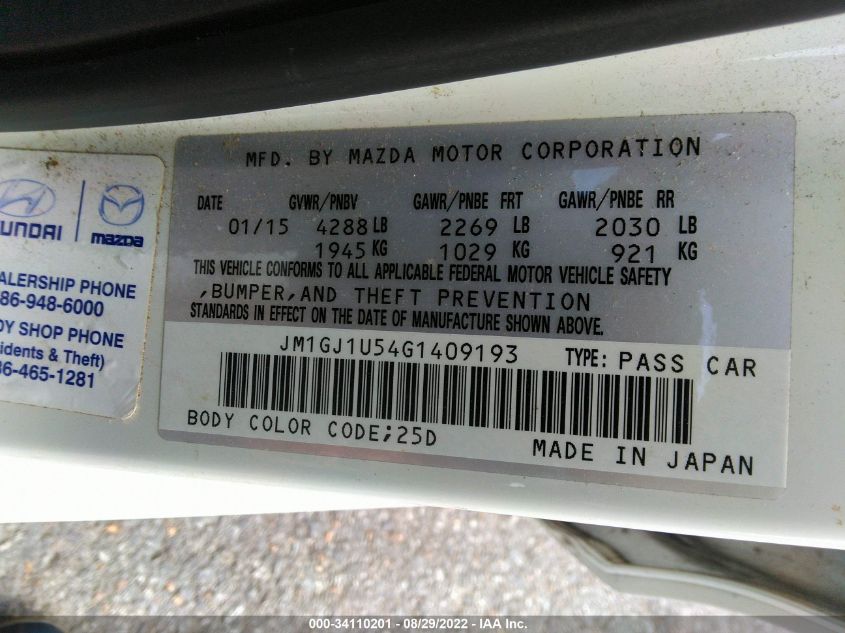 MFD. BY MAZDA MOTOR CORPORATION
DATE GVWR/PNBV GAWR/PNBE FRT GAWR/PNBE RR
01/15 4288 LB 2269 LB 2030 LB
1945 KG 1029 KG 921 KG
THIS VEHICLE CONFORMS TO ALL APPLICABLE FEDERAL MOTOR VEHICLE SAFETY
,BUMPER,AND THEFT PREVENTION
STANDARDS IN EFFECT ON THE DATE OF MANUFACTURE SHOWN ABOVE.
JM1GJ1U54G1409193 TYPE: PASS CAR
BODY COLOR CODE;25D
MADE IN JAPAN
mazda
PHONE
86-948-6000
SHOP PHONE
& Theft)
86-465-1281
000-34110201 - 08/29/2022 - IAA Inc.